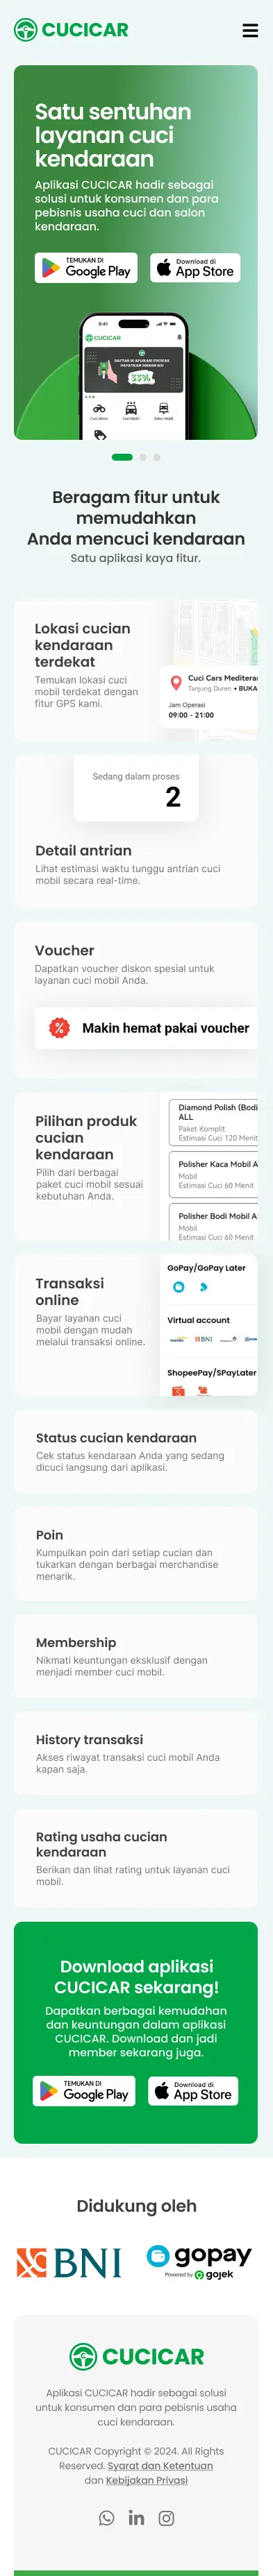 CUCICAR
Satu sentuhan
layanan cuci
kendaraan
Aplikasi CUCICAR hadir sebagai
solusi untuk konsumen dan para
pebisnis usaha cuci dan salon
kendaraan.
TEMUKAN DI
Google Play
Download di
App Store
9:41
CUCICAR
33%
Cuci Motor
Cuci Mobil
Salon Mobil
Beragam fitur untuk
memudahkan
Anda mencuci kendaraan
Satu aplikasi kaya fitur.
Lokasi cucian
kendaraan
terdekat
Temukan lokasi cuci
mobil terdekat dengan
fitur GPS kami.
Cuci Cars Mediteran
Tanjung Duren • BUKA
Jam Operasi
09:00 - 21:00
Sedang dalam proses
2
Detail antrian
Lihat estimasi waktu tunggu antrian cuci
mobil secara real-time.
Voucher
Dapatkan voucher diskon spesial untuk
layanan cuci mobil Anda.
% Makin hemat pakai voucher
Pilihan produk
cucian
kendaraan
Pilih dari berbagai
paket cuci mobil sesuai
kebutuhan Anda.
Diamond Polish (Bodi
ALL
Paket Komplit
Estimasi Cuci 120 Menit
Polisher Kaca Mobil A
Mobil
Estimasi Cuci 60 Menit
Polisher Bodi Mobil A
Mobil
Estimasi Cuci 60 Menit
Transaksi
online
Bayar layanan cuci
mobil dengan mudah
melalui transaksi online.
GoPay/GoPay Later
Virtual account
mandiri
BNI
ShopeePay/SPayLater
Status cucian kendaraan
Cek status kendaraan Anda yang sedang
dicuci langsung dari aplikasi.
Poin
Kumpulkan poin dari setiap cucian dan
tukarkan dengan berbagai merchandise
menarik.
Membership
Nikmati keuntungan eksklusif dengan
menjadi member cuci mobil.
History transaksi
Akses riwayat transaksi cuci mobil Anda
kapan saja.
Rating usaha cucian
kendaraan
Berikan dan lihat rating untuk layanan cuci
mobil.
Download aplikasi
CUCICAR sekarang!
Dapatkan berbagai kemudahan
dan keuntungan dalam aplikasi
CUCICAR. Download dan jadi
member sekarang juga.
TEMUKAN DI
Google Play
Download di
App Store
Didukung oleh
BNI
gopay
Powered by gojek
CUCICAR
Aplikasi CUCICAR hadir sebagai solusi
untuk konsumen dan para pebisnis usaha
cuci kendaraan.
CUCICAR Copyright © 2024. All Rights
Reserved. Syarat dan Ketentuan
dan Kebijakan Privasi